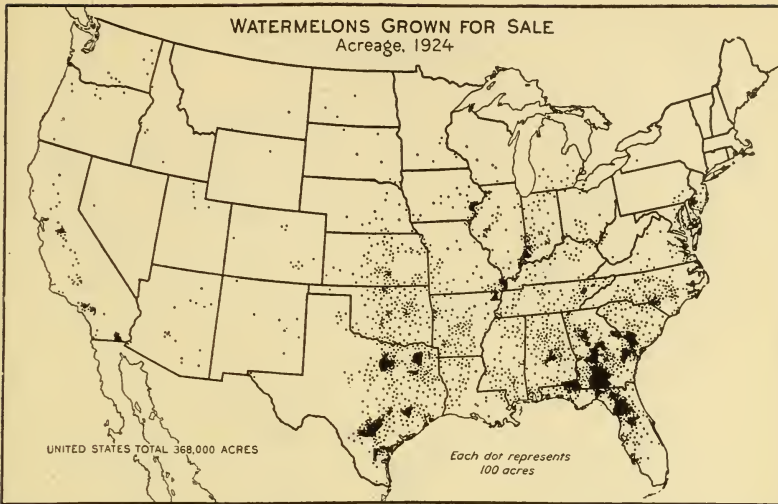 WATERMELONS GROWN FOR SALE
Acreage, 1924
UNITED STATES TOTAL 368,000 ACRES
Each dot represents
100 acres